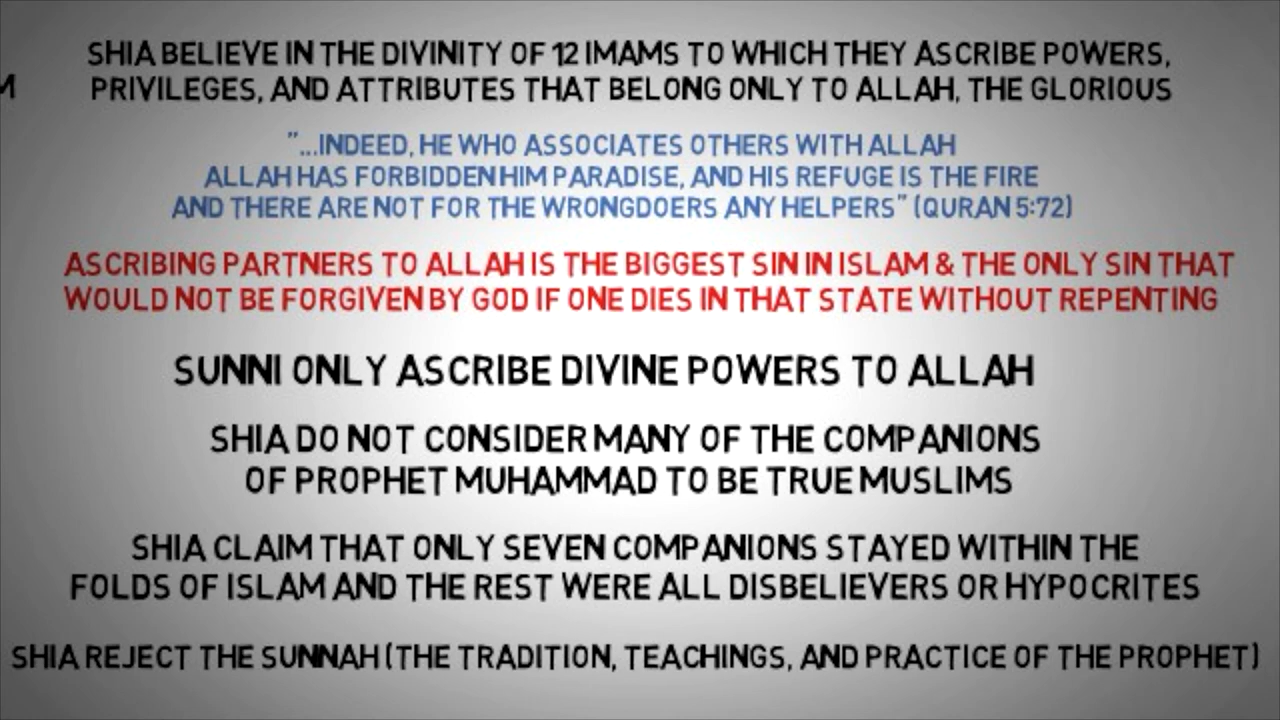 SHIA BELIEVE IN THE DIVINITY OF 12 IMAMS TO WHICH THEY ASCRIBE POWERS,
M PRIVILEGES, AND ATTRIBUTES THAT BELONG ONLY TO ALLAH, THE GLORIOUS
"...INDEED, HE WHO ASSOCIATES OTHERS WITH ALLAH
ALLAH HAS FORBIDDEN HIM PARADISE, AND HIS REFUGE IS THE FIRE
AND THERE ARE NOT FOR THE WRONGDOERS ANY HELPERS" (QURAN 5:72)
ASCRIBING PARTNERS TO ALLAH IS THE BIGGEST SIN IN ISLAM & THE ONLY SIN THAT
WOULD NOT BE FORGIVEN BY GOD IF ONE DIES IN THAT STATE WITHOUT REPENTING
SUNNI ONLY ASCRIBE DIVINE POWERS TO ALLAH
SHIA DO NOT CONSIDER MANY OF THE COMPANIONS
OF PROPHET MUHAMMAD TO BE TRUE MUSLIMS
SHIA CLAIM THAT ONLY SEVEN COMPANIONS STAYED WITHIN THE
FOLDS OF ISLAM AND THE REST WERE ALL DISBELIEVERS OR HYPOCRITES
SHIA REJECT THE SUNNAH (THE TRADITION, TEACHINGS, AND PRACTICE OF THE PROPHET)